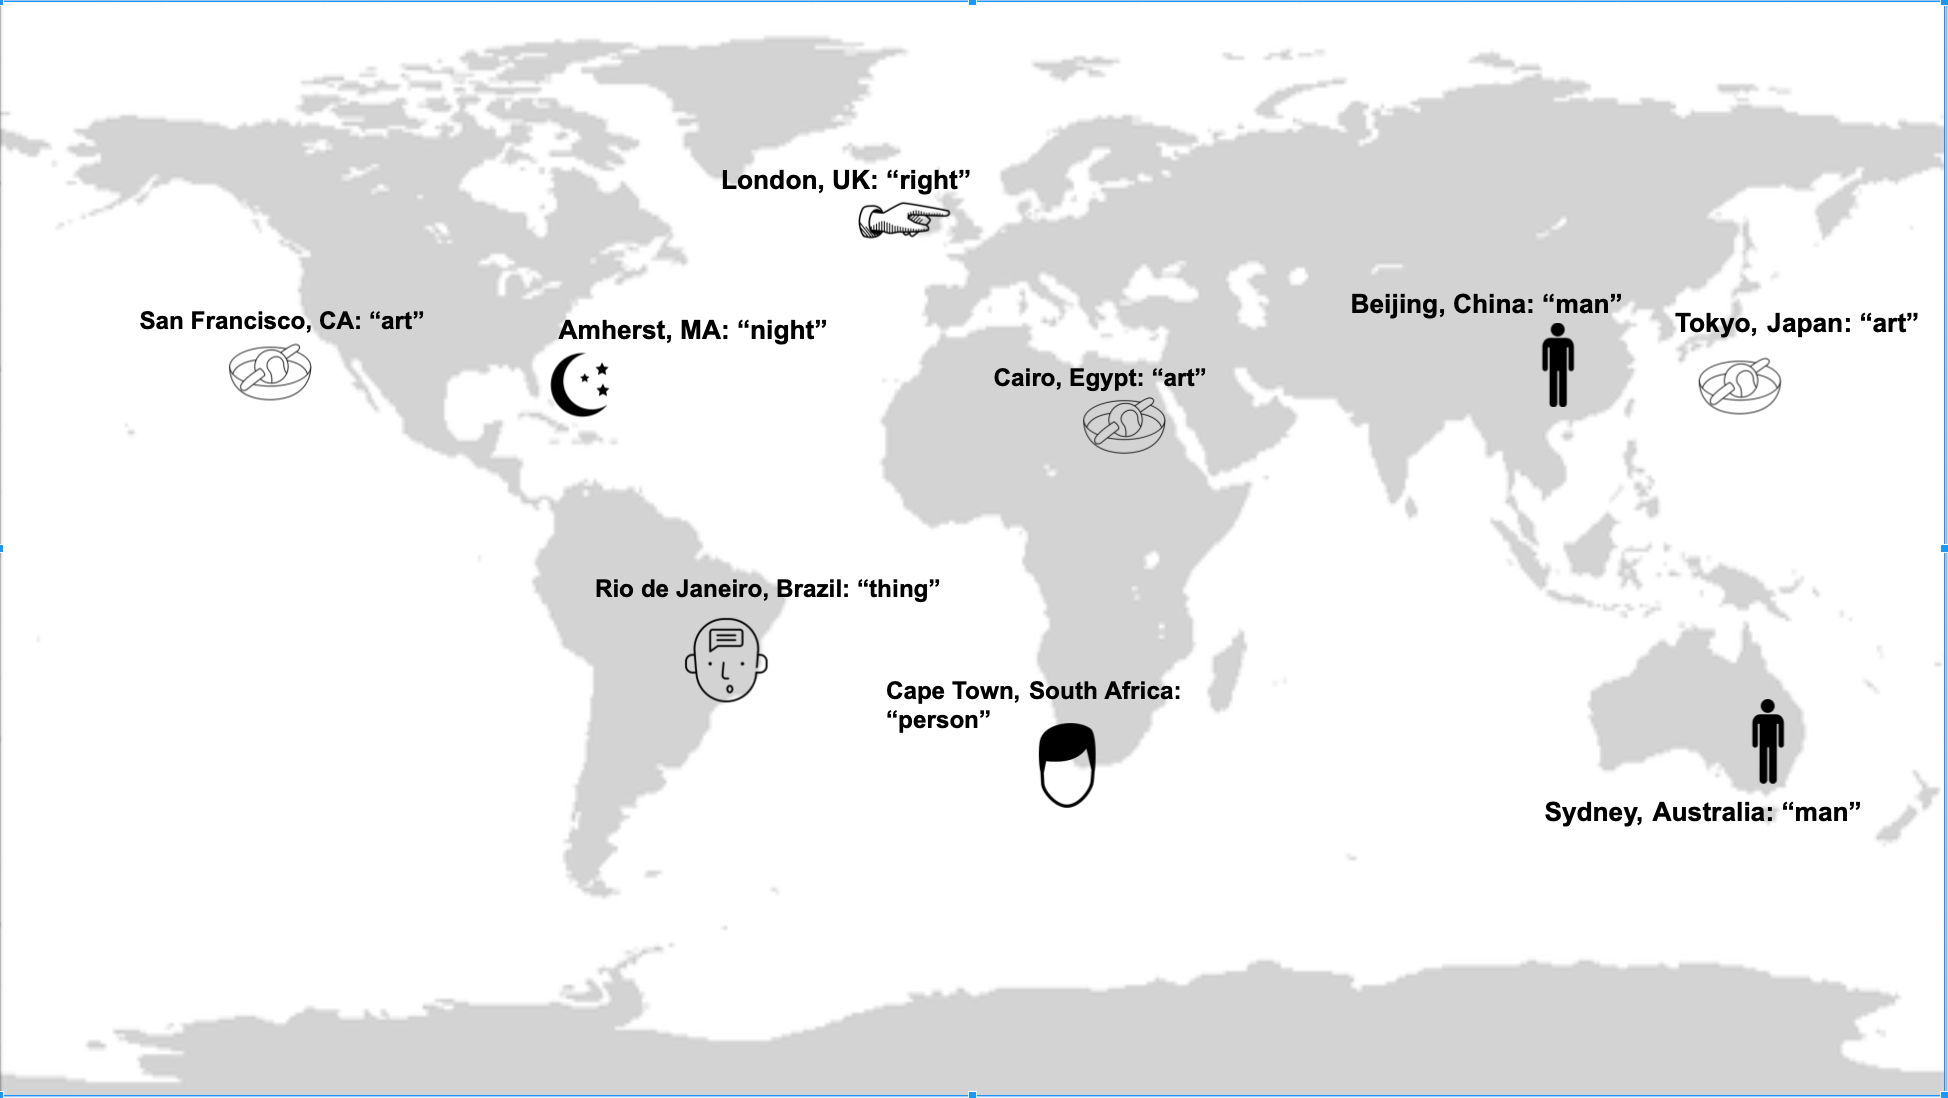 London, UK: “right”
San Francisco, CA: “art”
Amherst, MA: “night”
Beijing, China: “man”
Tokyo, Japan: “art”
Cairo, Egypt: “art”
Rio de Janeiro, Brazil: “thing”
Cape Town, South Africa:
“person”
Sydney, Australia: “man”